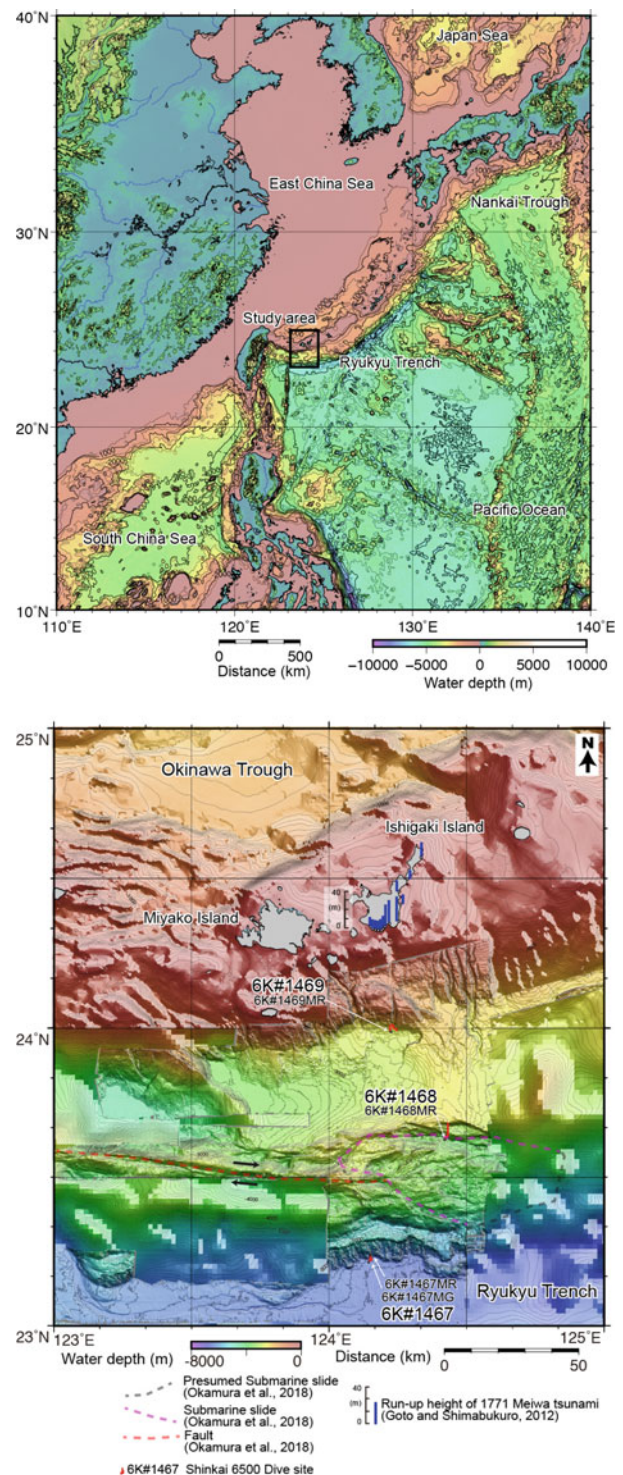 40°N
Japan Sea
East China Sea
Nankai Trough
30°N
Study area
Ryukyu Trench
20°N
1000
Pacific Ocean
South China Sea
10°N
110°E 120°E 130°E 140°E
0 500
Distance (km)
−10000 −5000 0 5000 10000
Water depth (m)
25°N
N
Okinawa Trough
Ishigaki Island
40
(m)
0
Miyako Island
6K#1469
6K#1469MR
24°N
6K#1468
6K#1468MR
6K#1467MR
6K#1467MG
6K#1467
Ryukyu Trench
23°N
123°E 124°E 125°E
Water depth (m) -8000 0
Distance (km) 0 50
Presumed Submarine slide
(Okamura et al., 2018)
Submarine slide
(Okamura et al., 2018)
Fault
(Okamura et al., 2018)
6K#1467 Shinkai 6500 Dive site
40
(m)
0
Run-up height of 1771 Meiwa tsunami
(Goto and Shimabukuro, 2012)